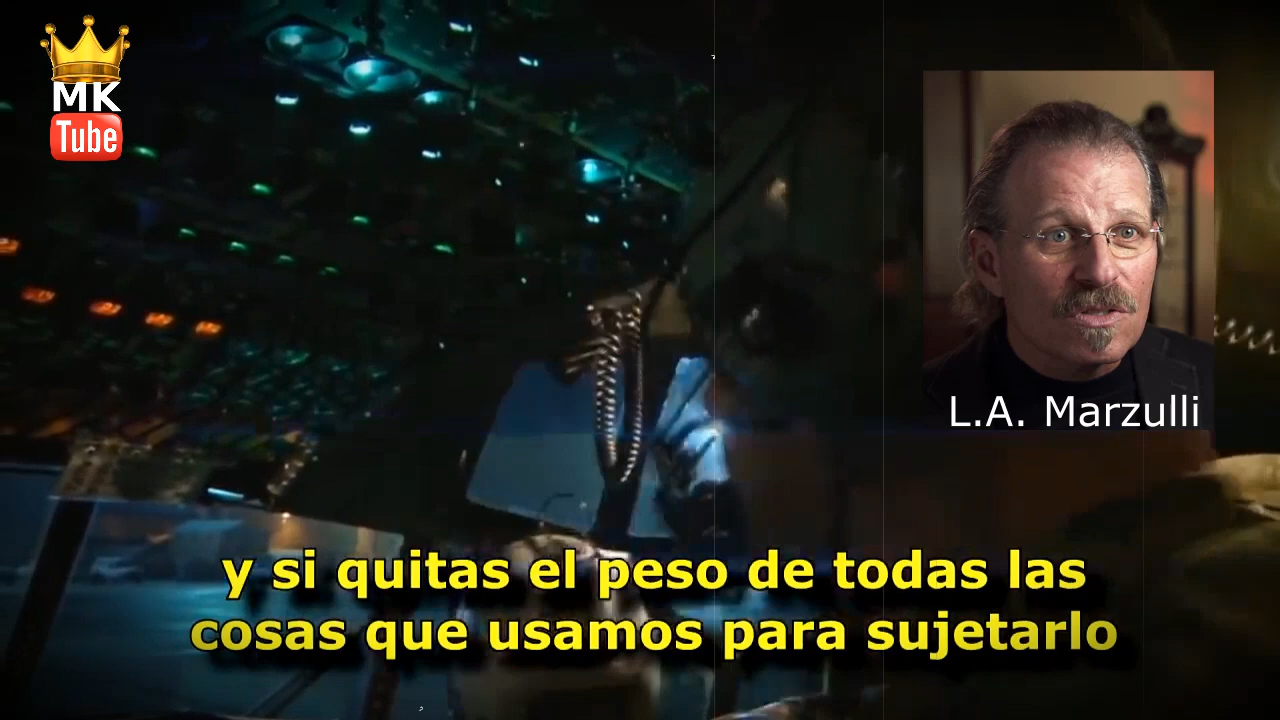 MK
Tube
L.A. Marzulli
y si quitas el peso de todas las
cosas que usamos para sujetarlo